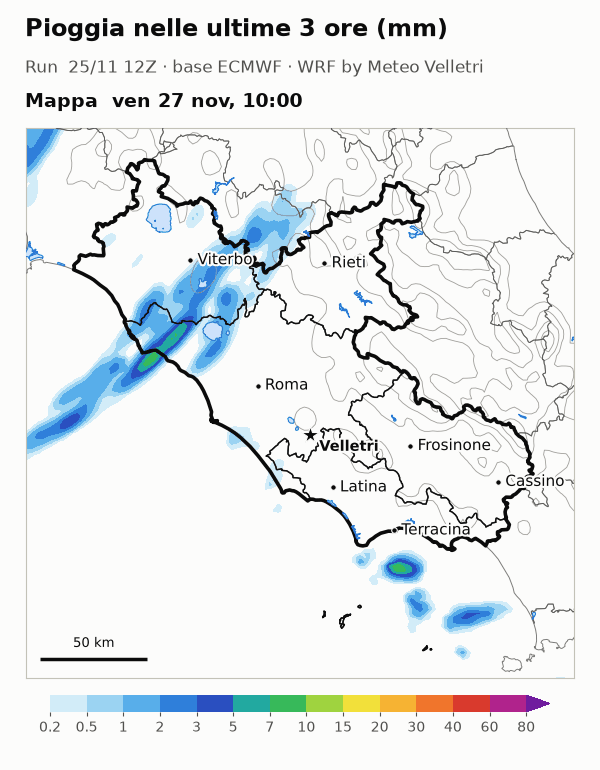 Pioggia nelle ultime 3 ore (mm)
Run  25/11 12Z · base ECMWF · WRF by Meteo Velletri
Mappa  ven 27 nov, 10:00
Viterbo
Rieti
Roma
Velletri
Frosinone
Cassino
Latina
Terracina
50 km
0.2 0.5 1 2 3 5 7 10 15 20 30 40 60 80